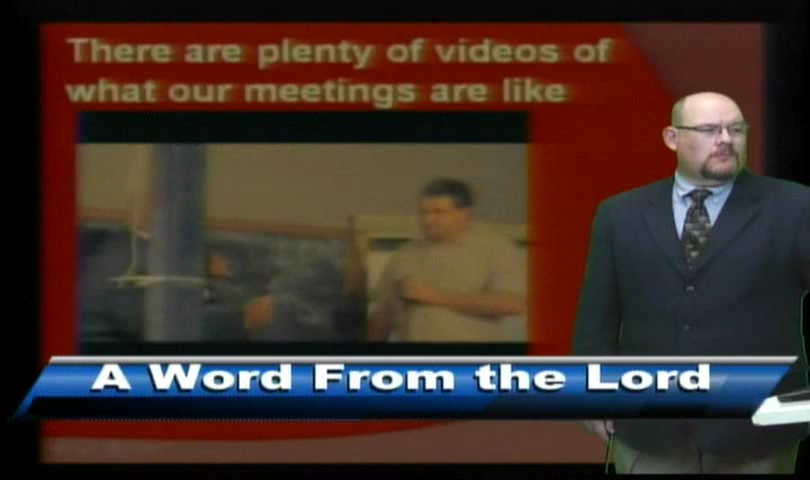 There are plenty of videos of
what our meetings are like
A Word From the Lord